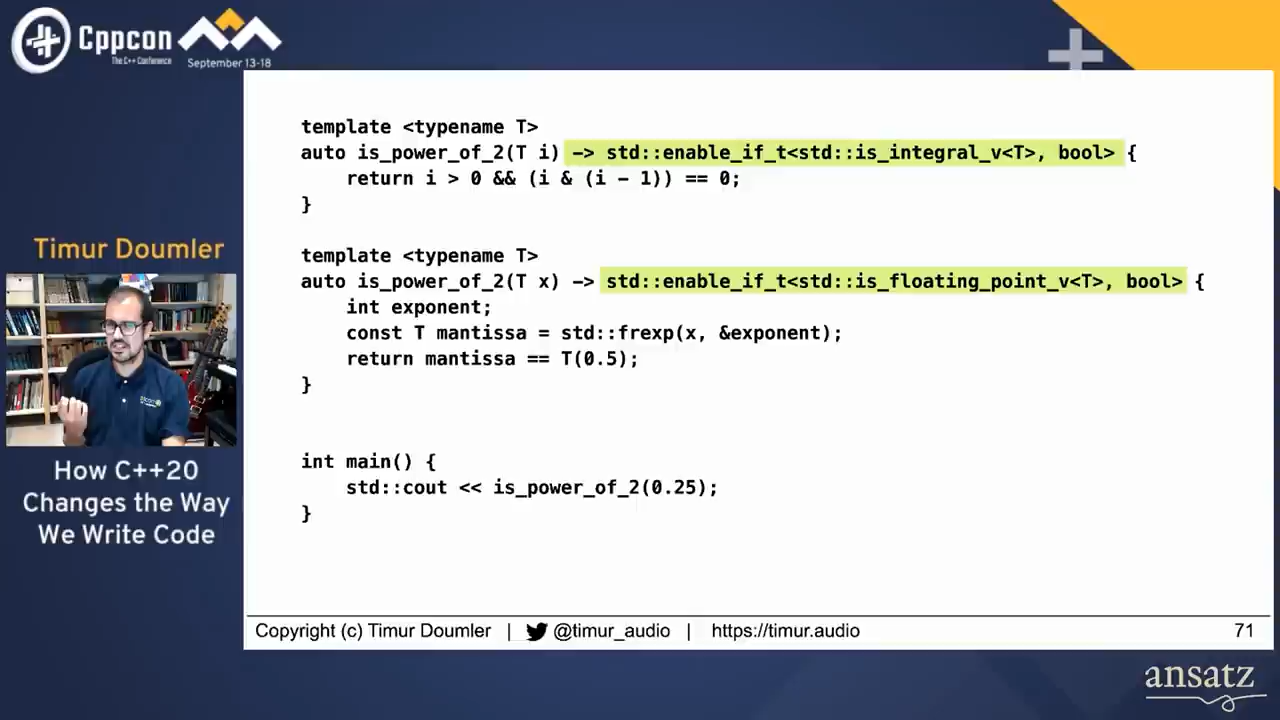 Cppcon
The C++ Conference
September 13-18
template <typename T>
auto is_power_of_2(T i) -> std::enable_if_t<std::is_integral_v<T>, bool> {
return i > 0 && (i & (i - 1)) == 0;
}
template <typename T>
auto is_power_of_2(T x) -> std::enable_if_t<std::is_floating_point_v<T>, bool> {
int exponent;
const T mantissa = std::frexp(x, &exponent);
return mantissa == T(0.5);
}
int main() {
std::cout << is_power_of_2(0.25);
}
Timur Doumler
How C++20
Changes the Way
We Write Code
Copyright (c) Timur Doumler | @timur_audio | https://timur.audio
71
ansatz